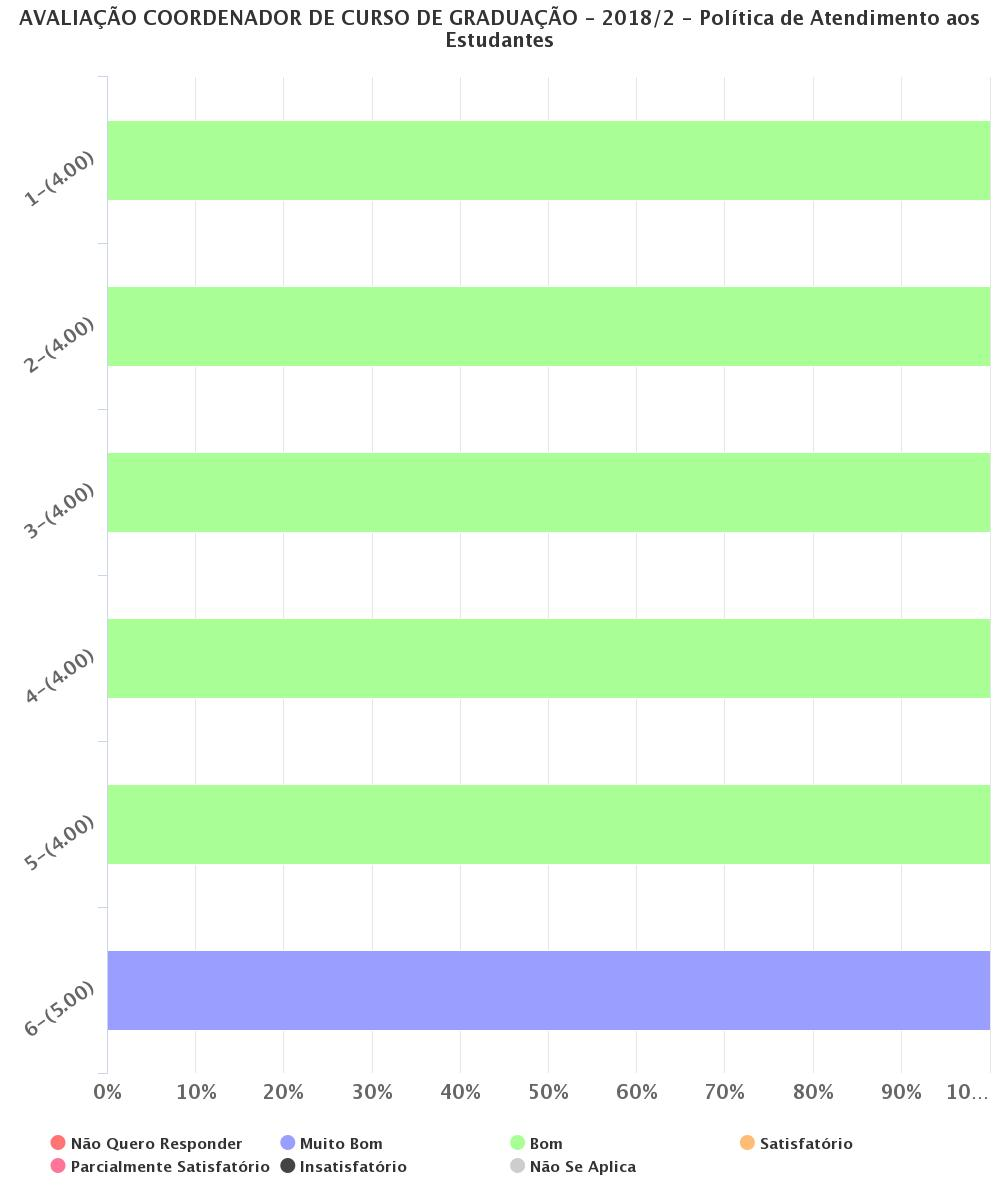 AVALIAÇÃO COORDENADOR DE CURSO DE GRADUAÇÃO – 2018/2 – Política de Atendimento aos
Estudantes
1–(4.00)
2–(4.00)
3–(4.00)
4–(4.00)
5–(4.00)
6–(5.00)
0% 10% 20% 30% 40% 50% 60% 70% 80% 90% 10...
Não Quero Responder Muito Bom Bom Satisfatório
Parcialmente Satisfatório Insatisfatório Não Se Aplica